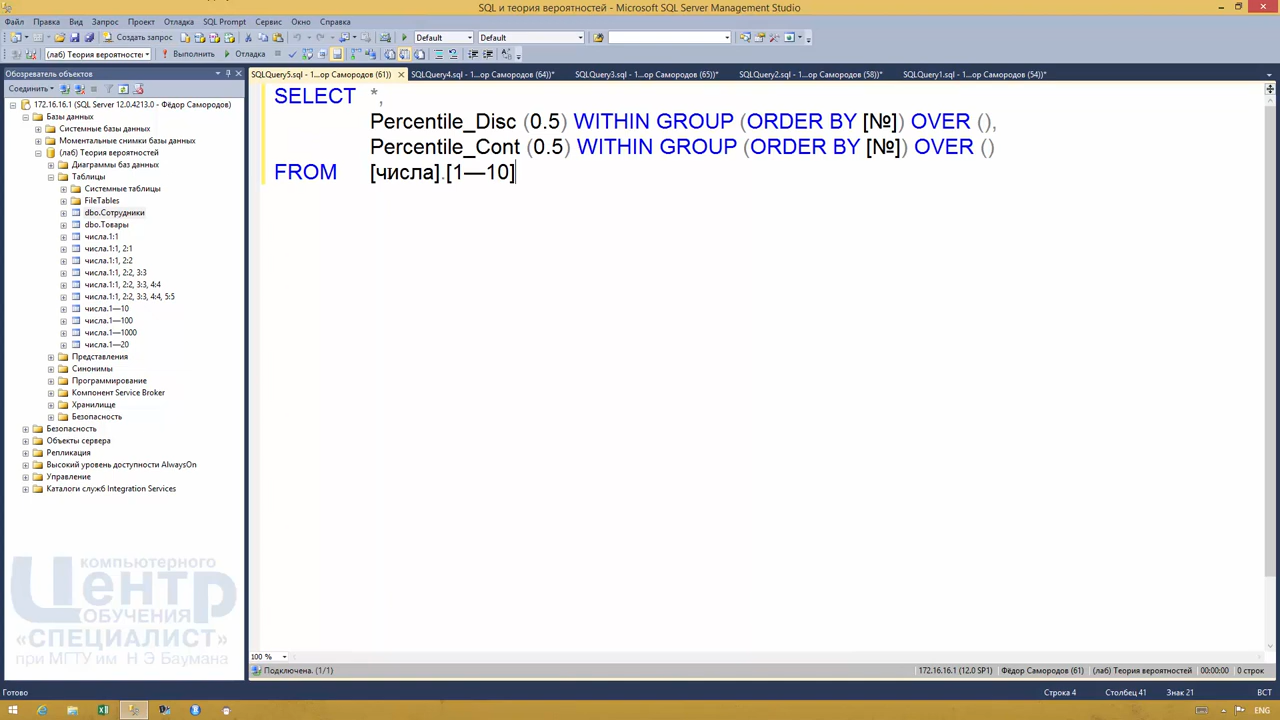 SQL и теория вероятностей - Microsoft SQL Server Management Studio
Файл Правка Вид Запрос Проект Отладка SQL Prompt Сервис Окно Справка
Создать запрос Default Default
(лаб) Теория вероятносте Выполнить Отладка
Обозреватель объектов
SQLQuery5.sql - 1...ор Самородов (61))
SQLQuery4.sql - 1...ор Самородов (64))*
SQLQuery3.sql - 1...ор Самородов (65))*
SQLQuery2.sql - 1...ор Самородов (58))*
SQLQuery1.sql - 1...ор Самородов (54))*
Соединить
172.16.16.1 (SQL Server 12.0.4213.0 - Фёдор Самородов)
Базы данных
Системные базы данных
Моментальные снимки базы данных
(лаб) Теория вероятностей
Диаграммы баз данных
Таблицы
Системные таблицы
FileTables
dbo.Сотрудники
dbo.Товары
числа.1:1
числа.1:1, 2:1
числа.1:1, 2:2
числа.1:1, 2:2, 3:3
числа.1:1, 2:2, 3:3, 4:4
числа.1:1, 2:2, 3:3, 4:4, 5:5
числа.1—10
числа.1—100
числа.1—1000
числа.1—20
Представления
Синонимы
Программирование
Компонент Service Broker
Хранилище
Безопасность
Безопасность
Объекты сервера
Репликация
Высокий уровень доступности AlwaysOn
Управление
Каталоги служб Integration Services
SELECT *,
Percentile_Disc (0.5) WITHIN GROUP (ORDER BY [№]) OVER (),
Percentile_Cont (0.5) WITHIN GROUP (ORDER BY [№]) OVER ()
FROM [числа].[1—10]
компьютерного
Центр
ОБУЧЕНИЯ
«СПЕЦИАЛИСТ»
при МГТУ им Н Э Баумана
100 %
Подключена. (1/1)
172.16.16.1 (12.0 SP1) Фёдор Самородов (61) (лаб) Теория вероятностей 00:00:00 0 строк
Готово Строка 4 Столбец 41 Знак 21 ВСТ
ENG